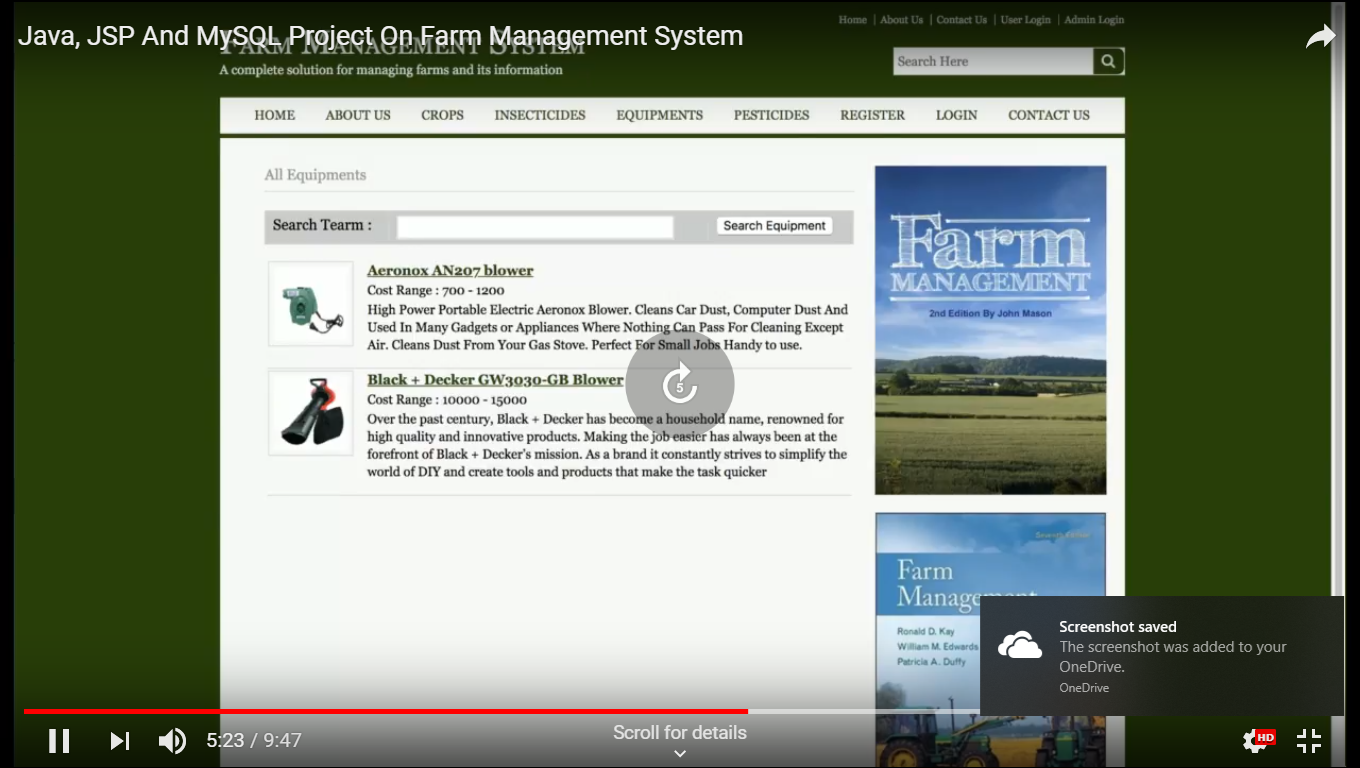 Java, JSP And MySQL Project On Farm Management System
Home | About Us | Contact Us | User Login | Admin Login
FARM MANAGEMENT SYSTEM
A complete solution for managing farms and its information
Search Here
HOME ABOUT US CROPS INSECTICIDES EQUIPMENTS PESTICIDES REGISTER LOGIN CONTACT US
All Equipments
Search Tearm :
Search Equipment
Aeronox AN207 blower
Cost Range : 700 - 1200
High Power Portable Electric Aeronox Blower. Cleans Car Dust, Computer Dust And
Used In Many Gadgets or Appliances Where Nothing Can Pass For Cleaning Except
Air. Cleans Dust From Your Gas Stove. Perfect For Small Jobs Handy to use.
5
Black + Decker GW3030-GB Blower
Cost Range : 10000 - 15000
Over the past century, Black + Decker has become a household name, renowned for
high quality and innovative products. Making the job easier has always been at the
forefront of Black + Decker's mission. As a brand it constantly strives to simplify the
world of DIY and create tools and products that make the task quicker
Farm
MANAGEMENT
2nd Edition By John Mason
Seventh Edition
Farm
Management
Ronald D. Kay
William M. Edwards
Patricia A. Duffy
Screenshot saved
The screenshot was added to your
OneDrive.
OneDrive
5:23 / 9:47
Scroll for details
HD